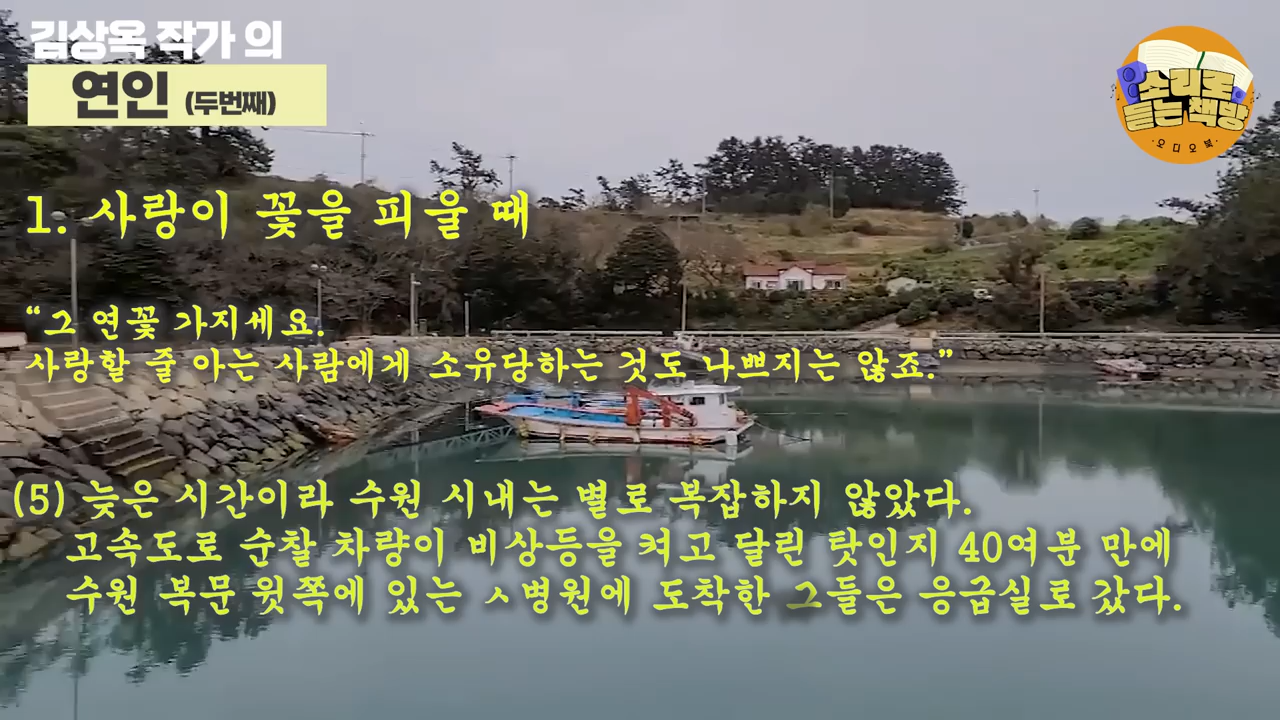 김상옥 작가 의
연인 (두번째)
소리로
듣는 책방
·오디오북·
1. 사랑이 꽃을 피울 때
“그 연꽃 가지세요.
사랑할 줄 아는 사람에게 소유당하는 것도 나쁘지는 않죠.”
(5) 늦은 시간이라 수원 시내는 별로 복잡하지 않았다.
고속도로 순찰 차량이 비상등을 켜고 달린 탓인지 40여분 만에
수원 북문 윗쪽에 있는 ㅅ병원에 도착한 그들은 응급실로 갔다.